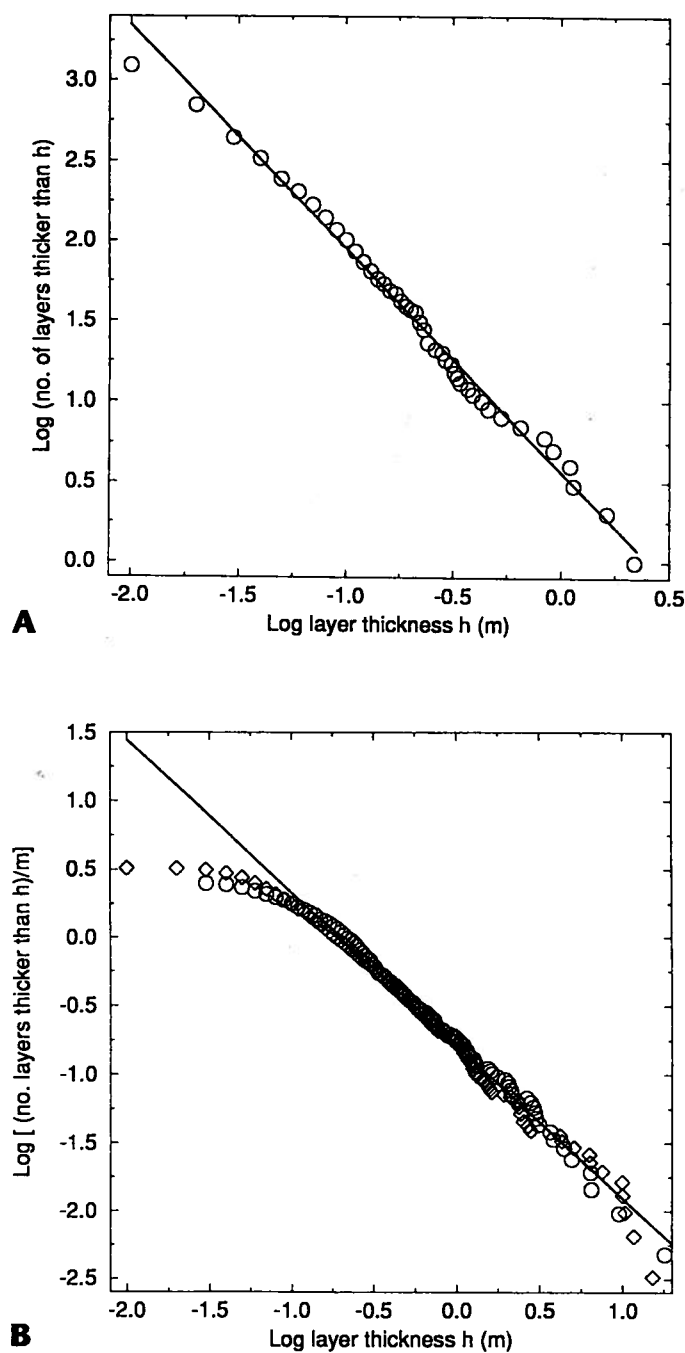 3.0
2.5
2.0
1.5
1.0
0.5
0.0
Log (no. of layers thicker than h)
-2.0 -1.5 -1.0 -0.5 0.0 0.5
Log layer thickness h (m)
A
1.5
1.0
0.5
0.0
-0.5
-1.0
-1.5
-2.0
-2.5
Log [ (no. layers thicker than h)/m]
-2.0 -1.5 -1.0 -0.5 0.0 0.5 1.0
Log layer thickness h (m)
B